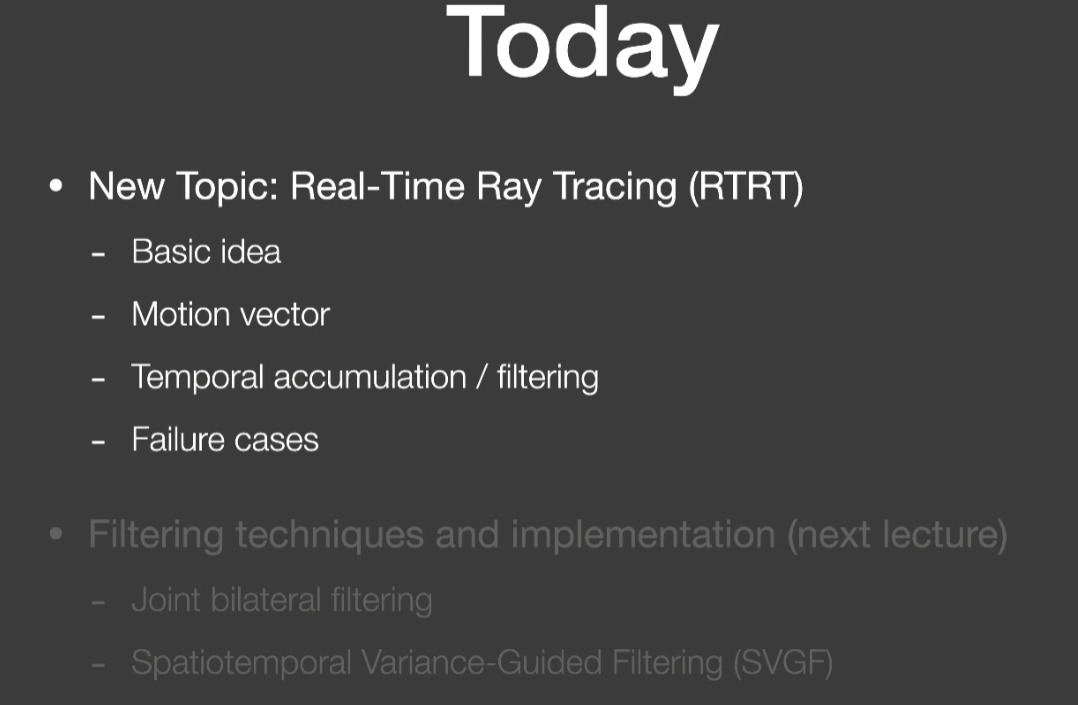 Today
• New Topic: Real-Time Ray Tracing (RTRT)
- Basic idea
- Motion vector
- Temporal accumulation / filtering
- Failure cases
• Filtering techniques and implementation (next lecture)
- Joint bilateral filtering
- Spatiotemporal Variance-Guided Filtering (SVGF)